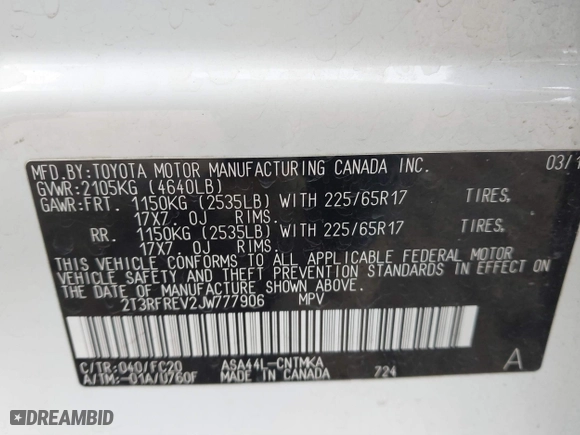 MFD.BY:TOYOTA MOTOR MANUFACTURING CANADA INC. 03/1
GVWR:2105KG (4640LB)
GAWR:FRT. 1150KG (2535LB) WITH 225/65R17 TIRES,
17X7.0J RIMS.
RR. 1150KG (2535LB) WITH 225/65R17 TIRES,
17X7.0J RIMS.
THIS VEHICLE CONFORMS TO ALL APPLICABLE FEDERAL MOTOR
VEHICLE SAFETY AND THEFT PREVENTION STANDARDS IN EFFECT ON
THE DATE OF MANUFACTURE SHOWN ABOVE.
2T3RFREV2JW777906 MPV
C/TR:040/FC20 ASA44L-CNTMKA A
A/TM:-01A/U760F MADE IN CANADA 724
DREAMBID
DREAMBID